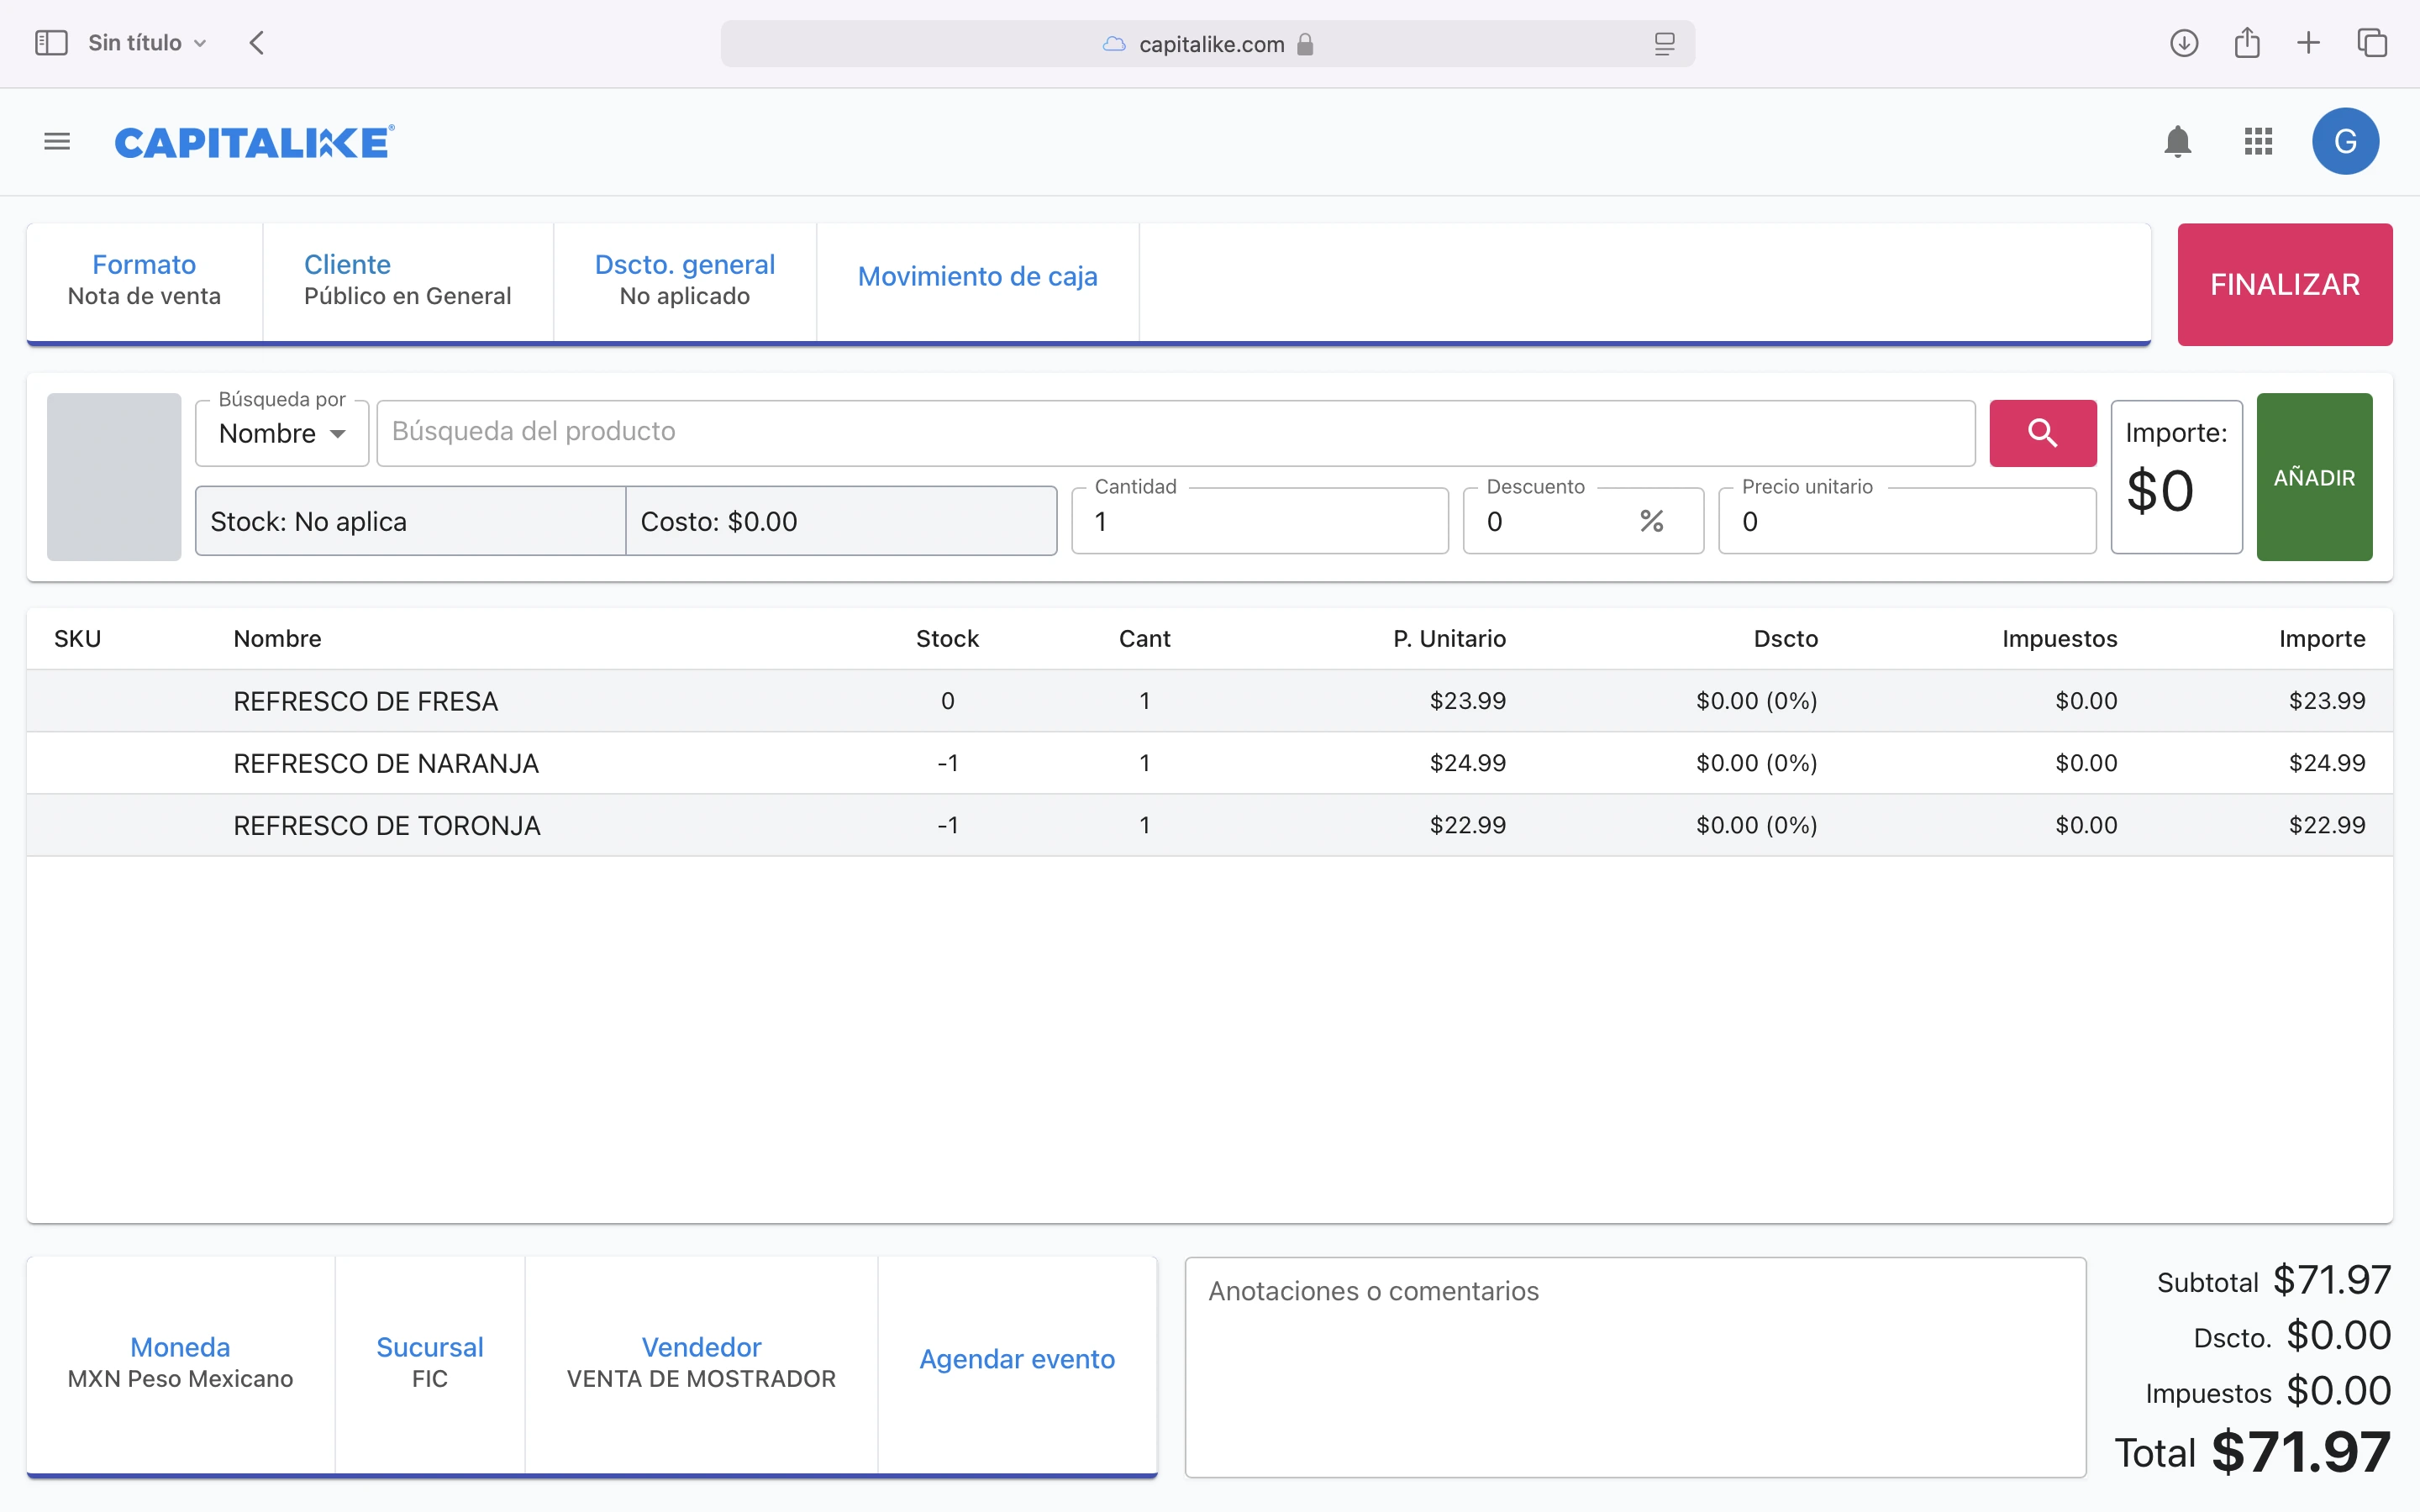 Sin título
capitalike.com
CAPITALIKE®
G
Formato
Nota de venta
Cliente
Público en General
Dscto. general
No aplicado
Movimiento de caja
FINALIZAR
Búsqueda por
Nombre
Búsqueda del producto
Importe:
$0
AÑADIR
Stock: No aplica
Costo: $0.00
Cantidad
1
Descuento
0 %
Precio unitario
0
SKU Nombre Stock Cant P. Unitario Dscto Impuestos Importe
REFRESCO DE FRESA 0 1 $23.99 $0.00 (0%) $0.00 $23.99
REFRESCO DE NARANJA -1 1 $24.99 $0.00 (0%) $0.00 $24.99
REFRESCO DE TORONJA -1 1 $22.99 $0.00 (0%) $0.00 $22.99
Moneda
MXN Peso Mexicano
Sucursal
FIC
Vendedor
VENTA DE MOSTRADOR
Agendar evento
Anotaciones o comentarios
Subtotal $71.97
Dscto. $0.00
Impuestos $0.00
Total $71.97